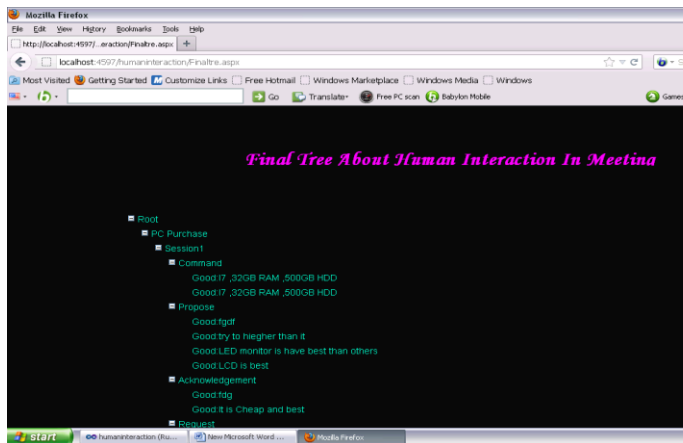 Mozilla Firefox
File Edit View History Bookmarks Tools Help
http://localhost:4597/...eraction/Finaltre.aspx +
localhost:4597/humaninteraction/Finaltre.aspx
Most Visited Getting Started Customize Links Free Hotmail Windows Marketplace Windows Media Windows
Go Translate Free PC scan Babylon Mobile Games
Final Tree About Human Interaction In Meeting
Root
PC Purchase
Session1
Command
Good:I7 ,32GB RAM ,500GB HDD
Good:I7 ,32GB RAM ,500GB HDD
Propose
Good:fgdf
Good:try to hiegher than it
Good:LED monitor is have best than others
Good:LCD is best
Acknowledgement
Good:fdg
Good:It is Cheap and best
Request
start humaninteraction (Ru... New Microsoft Word ... Mozilla Firefox